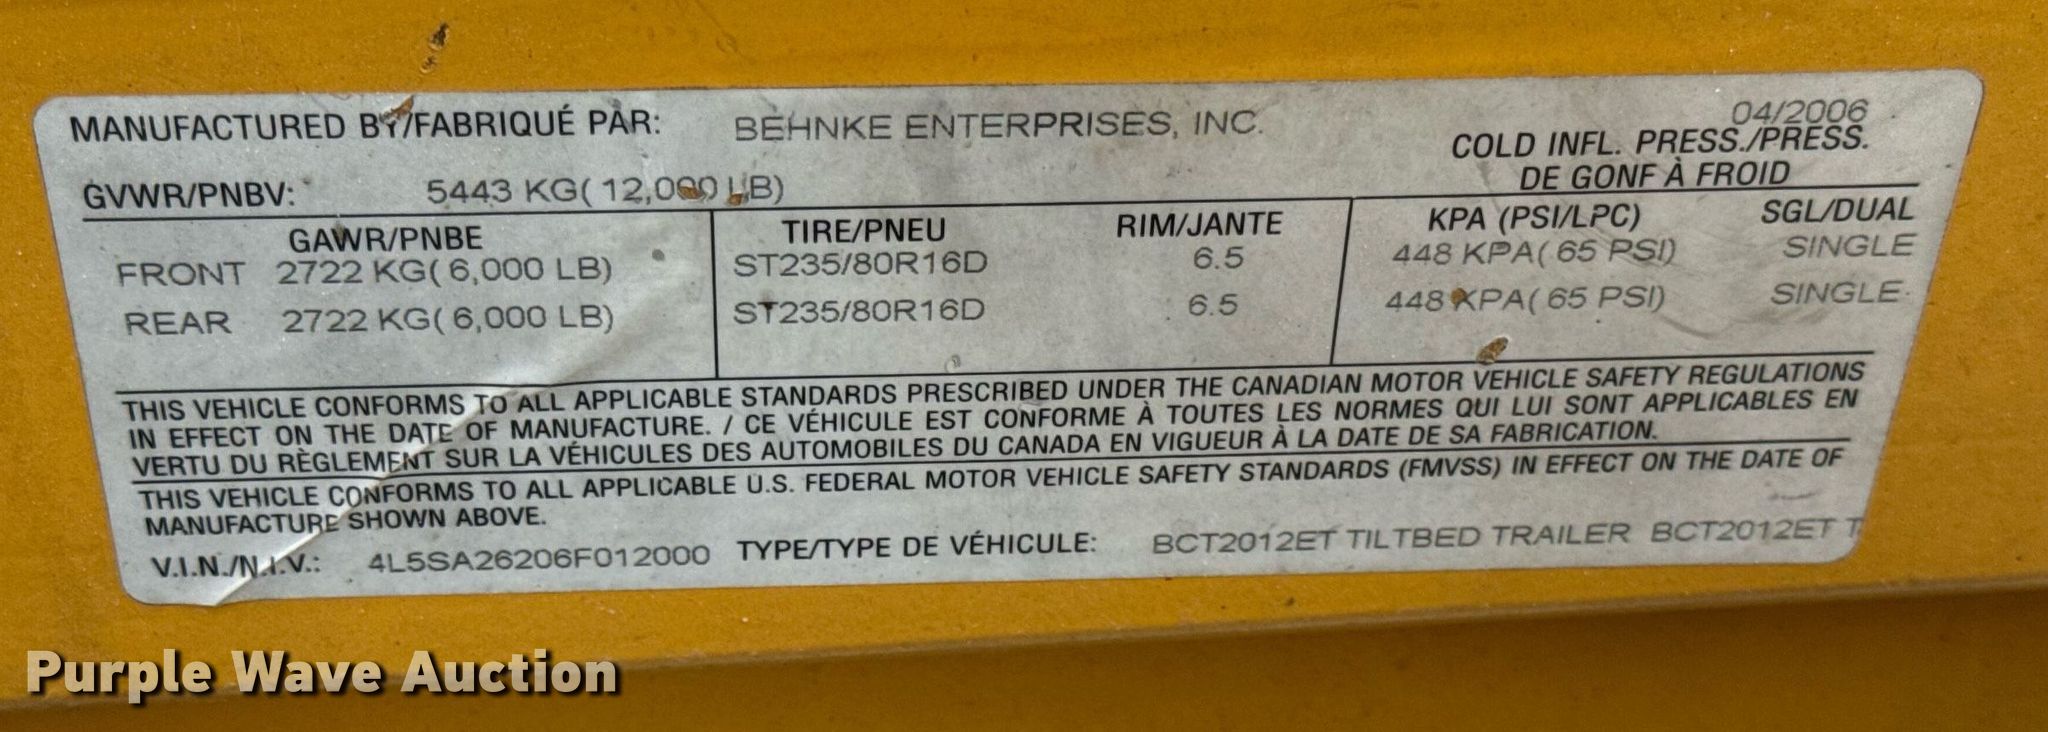 MANUFACTURED BY/FABRIQUÉ PAR: BEHNKE ENTERPRISES, INC. 04/2006
COLD INFL. PRESS./PRESS.
DE GONF À FROID
GVWR/PNBV: 5443 KG( 12,000 LB)
GAWR/PNBE TIRE/PNEU RIM/JANTE KPA (PSI/LPC) SGL/DUAL
FRONT 2722 KG( 6,000 LB) ST235/80R16D 6.5 448 KPA( 65 PSI) SINGLE
REAR 2722 KG( 6,000 LB) ST235/80R16D 6.5 448 KPA( 65 PSI) SINGLE
THIS VEHICLE CONFORMS TO ALL APPLICABLE STANDARDS PRESCRIBED UNDER THE CANADIAN MOTOR VEHICLE SAFETY REGULATIONS
IN EFFECT ON THE DATE OF MANUFACTURE. / CE VÉHICULE EST CONFORME À TOUTES LES NORMES QUI LUI SONT APPLICABLES EN
VERTU DU RÈGLEMENT SUR LA VÉHICULES DES AUTOMOBILES DU CANADA EN VIGUEUR À LA DATE DE SA FABRICATION.
THIS VEHICLE CONFORMS TO ALL APPLICABLE U.S. FEDERAL MOTOR VEHICLE SAFETY STANDARDS (FMVSS) IN EFFECT ON THE DATE OF
MANUFACTURE SHOWN ABOVE.
V.I.N./N.I.V.: 4L5SA26206F012000 TYPE/TYPE DE VÉHICULE: BCT2012ET TILTBED TRAILER BCT2012ET T
Purple Wave Auction